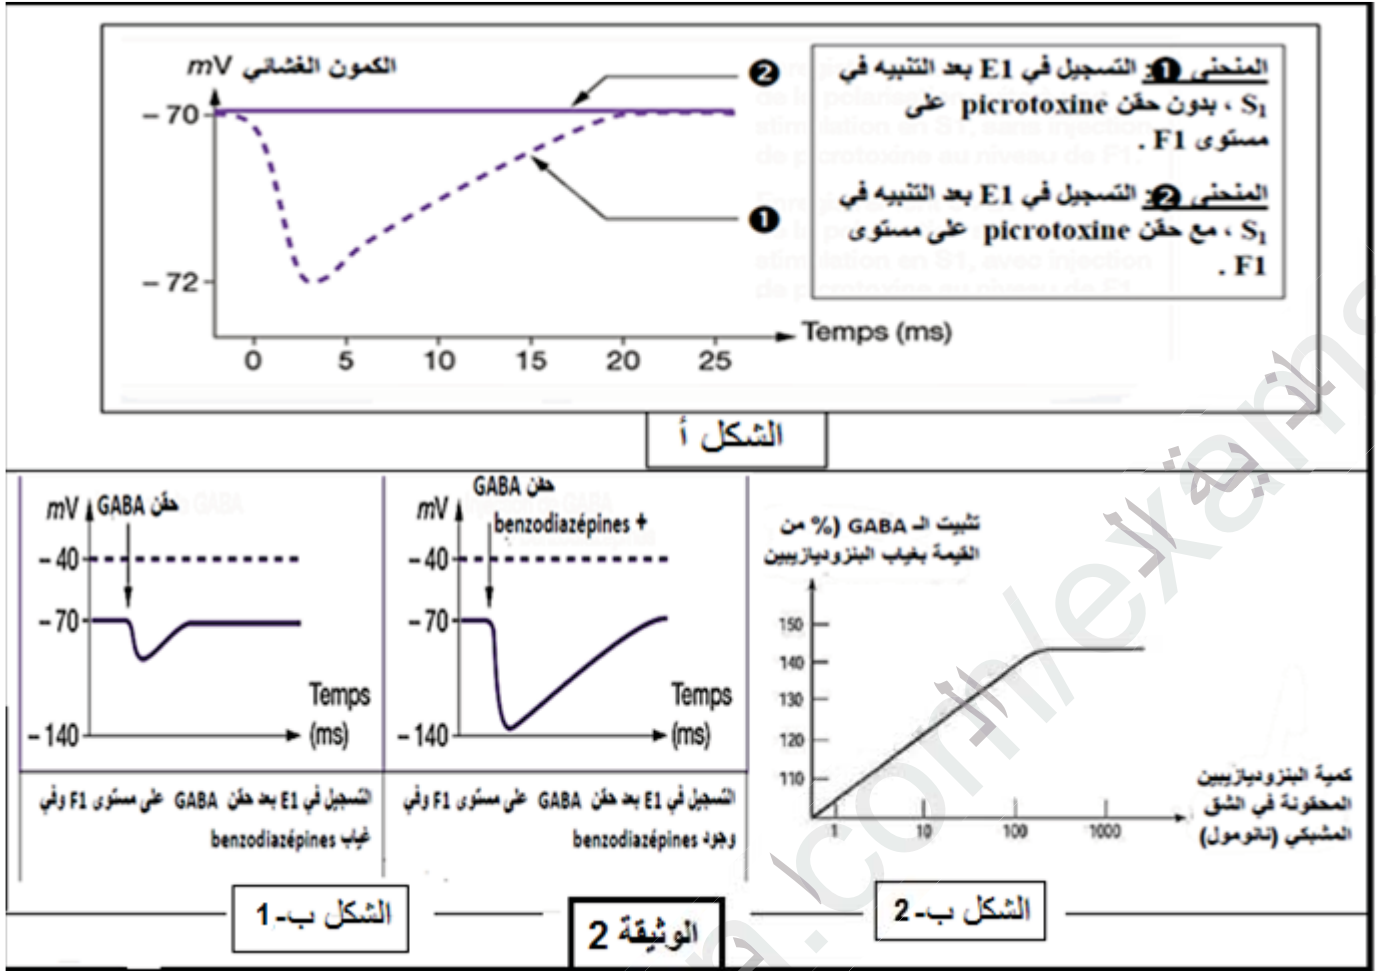 الكمون الغشائي mV
– 70
– 72
0 5 10 15 20 25
Temps (ms)
❷
❶
المنحنى ❶ التسجيل في E1 بعد التنبيه في
S1 ، بدون حقن picrotoxine على
مستوى F1 .
المنحنى ❷ التسجيل في E1 بعد التنبيه في
S1 ، مع حقن picrotoxine على مستوى
F1 .
الشكل أ
mV
حقن GABA
– 40
– 70
– 140
Temps
(ms)
التسجيل في E1 بعد حقن GABA على مستوى F1 وفي
غياب benzodiazépines
الشكل ب-1
mV
حقن GABA
benzodiazépines +
– 40
– 70
– 140
Temps
(ms)
التسجيل في E1 بعد حقن GABA على مستوى F1 وفي
وجود benzodiazépines
تثبيت الـ GABA (% من
القيمة بغياب البنزوديازيبين
150
140
130
120
110
1 10 100 1000
كمية البنزوديازيبين
المحقونة في الشق
المشبكي (نانومول)
الشكل ب-2
الوثيقة 2